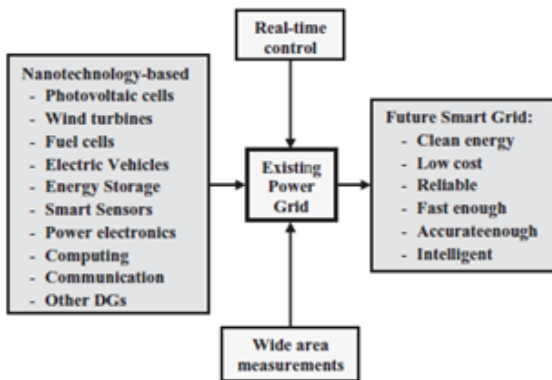 Real-time
control
Nanotechnology-based
- Photovoltaic cells
- Wind turbines
- Fuel cells
- Electric Vehicles
- Energy Storage
- Smart Sensors
- Power electronics
- Computing
- Communication
- Other DGs
Existing
Power
Grid
Future Smart Grid:
- Clean energy
- Low cost
- Reliable
- Fast enough
- Accurateenough
- Intelligent
Wide area
measurements